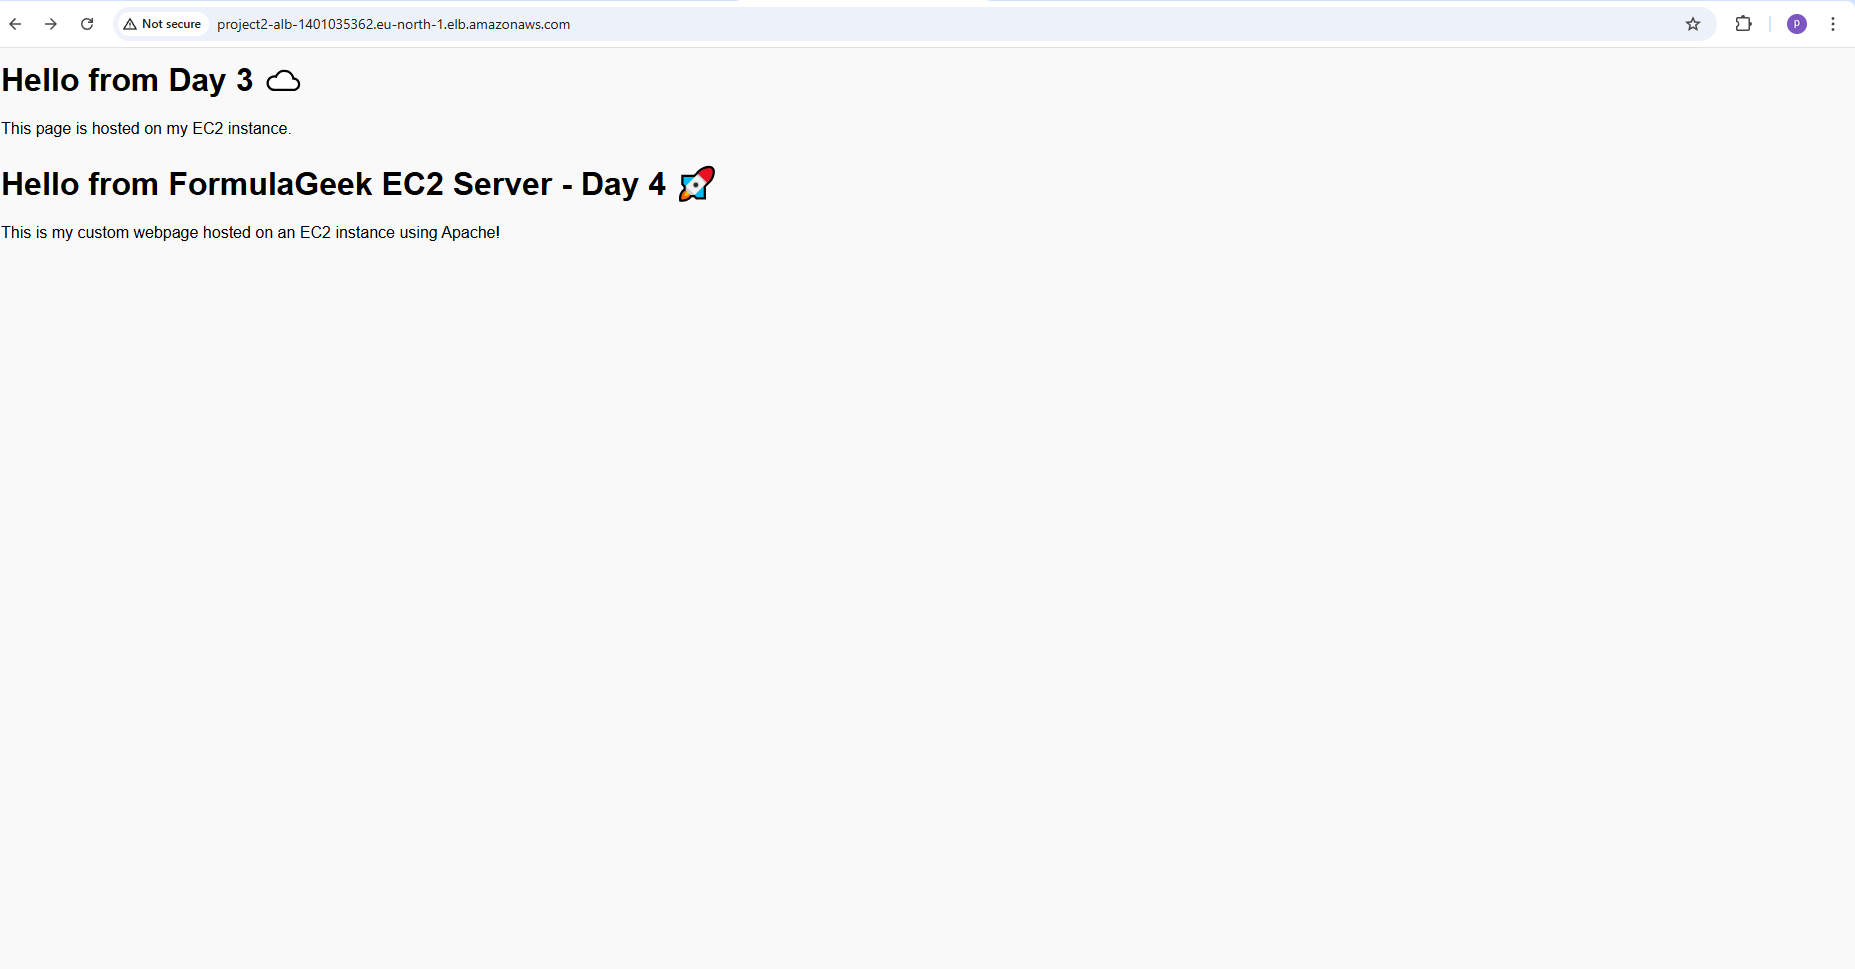 Not secure
project2-alb-1401035362.eu-north-1.elb.amazonaws.com
P
Hello from Day 3 ☁
This page is hosted on my EC2 instance.
Hello from FormulaGeek EC2 Server - Day 4 🚀
This is my custom webpage hosted on an EC2 instance using Apache!